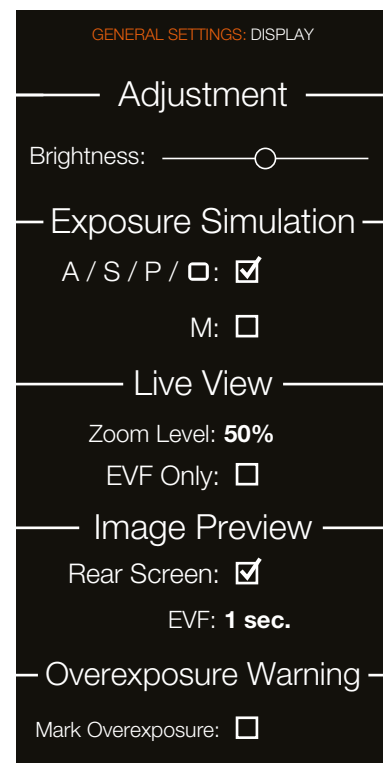 GENERAL SETTINGS: DISPLAY
Adjustment
Brightness:
Exposure Simulation
A / S / P / :
M:
Live View
Zoom Level: 50%
EVF Only:
Image Preview
Rear Screen:
EVF: 1 sec.
Overexposure Warning
Mark Overexposure: